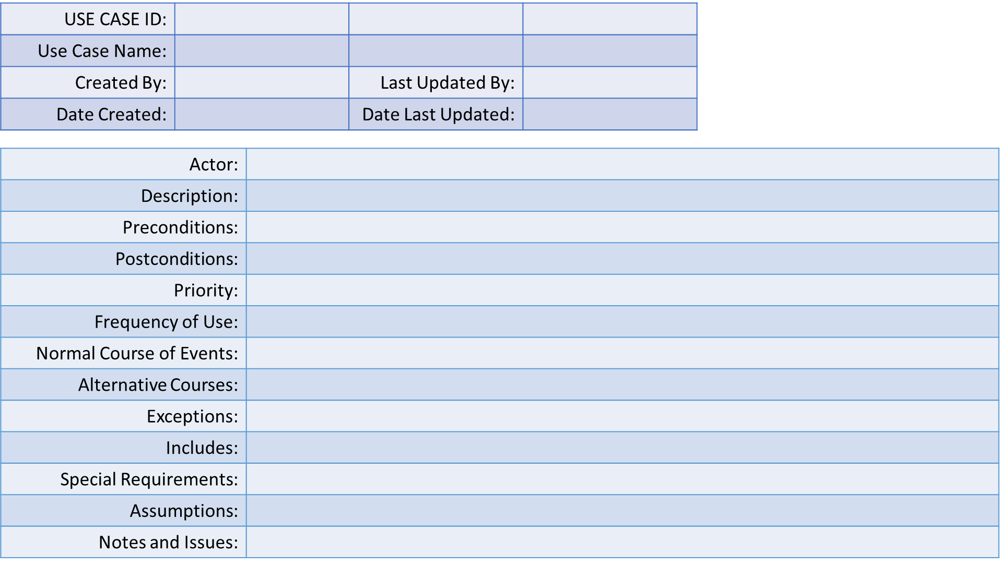 USE CASE ID:
Use Case Name:
Created By: Last Updated By:
Date Created: Date Last Updated:
Actor:
Description:
Preconditions:
Postconditions:
Priority:
Frequency of Use:
Normal Course of Events:
Alternative Courses:
Exceptions:
Includes:
Special Requirements:
Assumptions:
Notes and Issues: